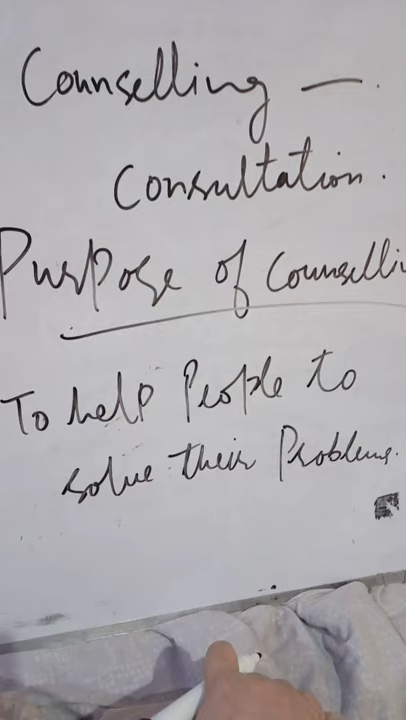 Counselling —.
Consultation.
Purpose of Counselli
To help People to
solve their Problems.